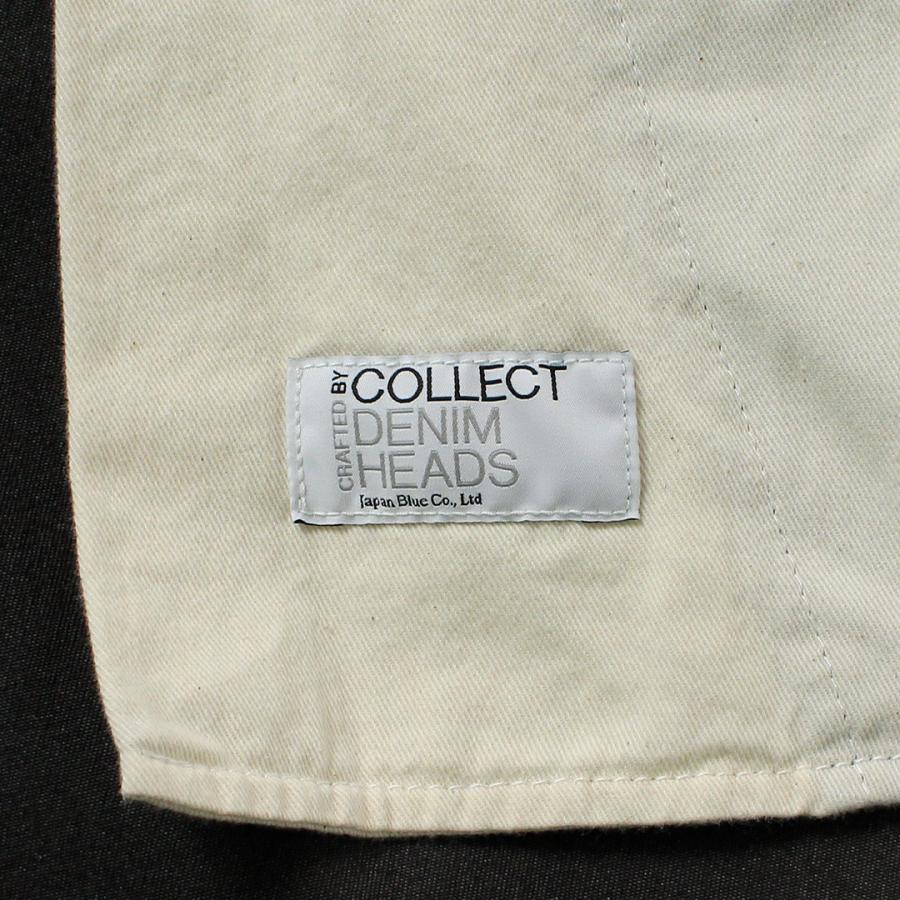 CRAFTED BY
COLLECT
DENIM
HEADS
Japan Blue Co., Ltd